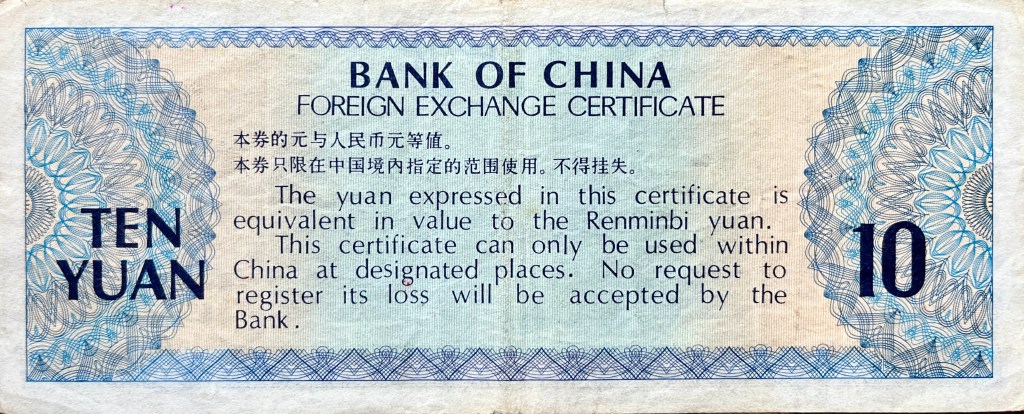 BANK OF CHINA
FOREIGN EXCHANGE CERTIFICATE
本券的元与人民币元等值。
本券只限在中国境内指定的范围使用。不得挂失。
The yuan expressed in this certificate is
equivalent in value to the Renminbi yuan.
This certificate can only be used within
China at designated places. No request to
register its loss will be accepted by the
Bank.
TEN
YUAN
10